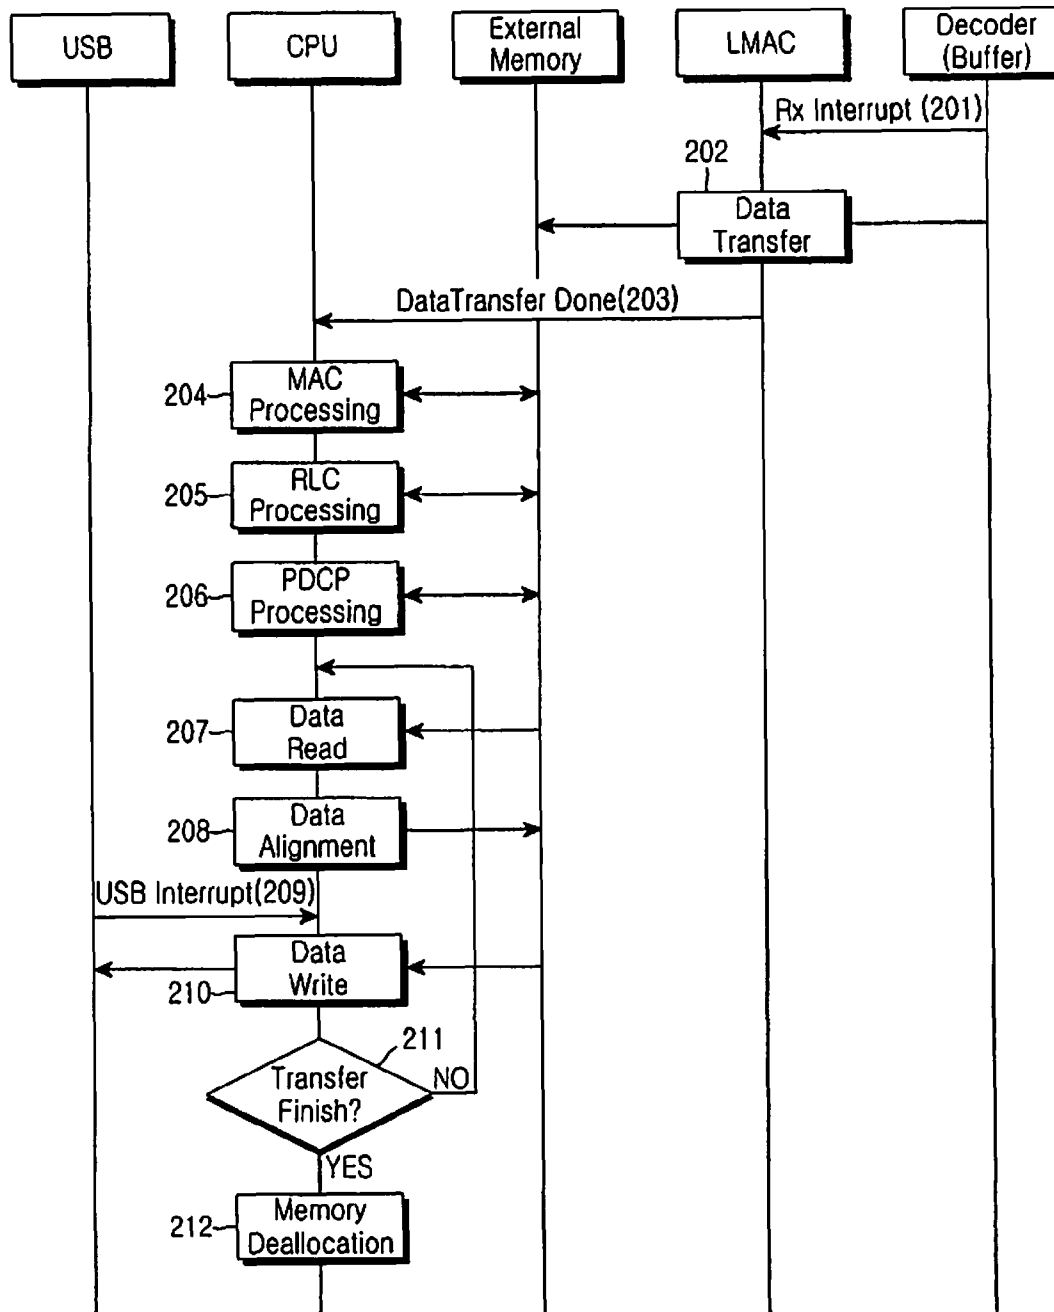 USB
CPU
External
Memory
LMAC
Decoder
(Buffer)
Rx Interrupt (201)
202
Data
Transfer
DataTransfer Done(203)
204
MAC
Processing
205
RLC
Processing
206
PDCP
Processing
207
Data
Read
208
Data
Alignment
USB Interrupt(209)
Data
Write
210
211
Transfer
Finish?
NO
YES
212
Memory
Deallocation